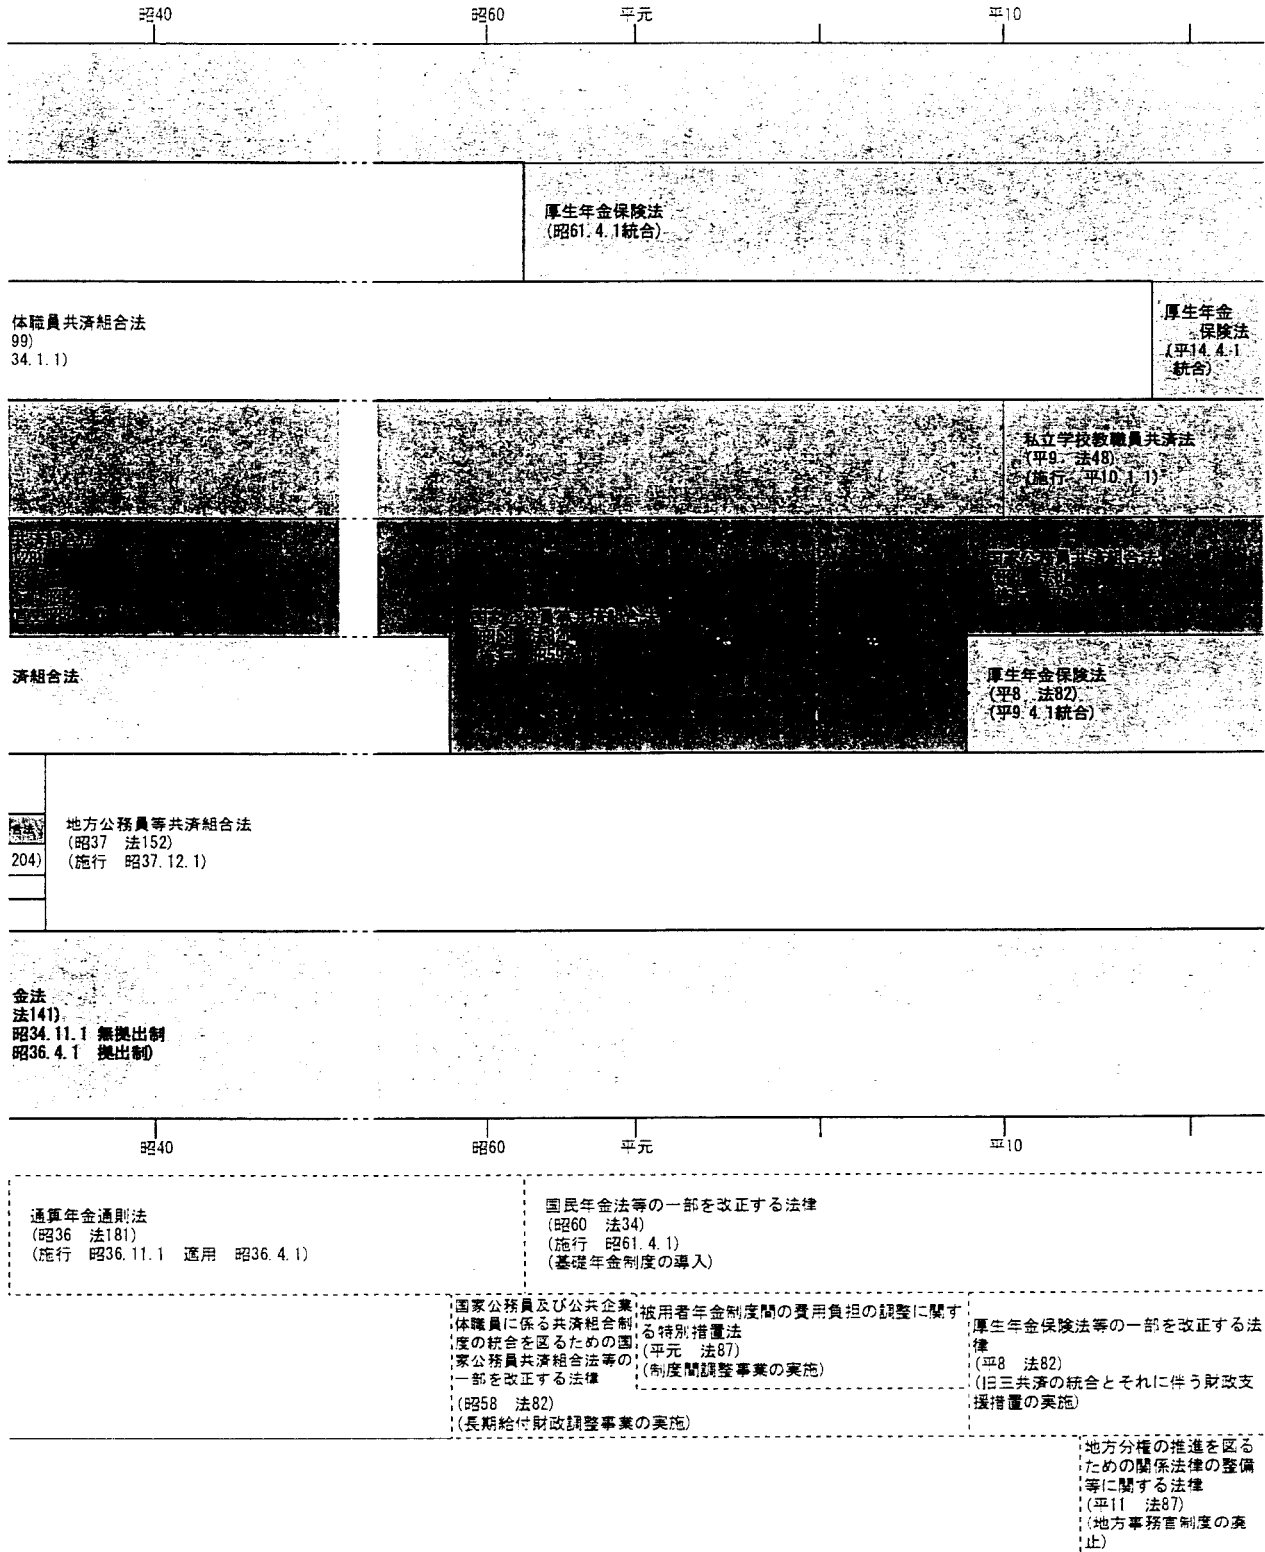 昭40 昭60 平元 平10
厚生年金保険法
(昭61.4.1統合)
体職員共済組合法
99)
34.1.1)
厚生年金
保険法
(平14.4.1
統合)
私立学校教職員共済法
(平9 法48)
(施行 平10.1.1)
済組合法
厚生年金保険法
(平8 法82)
(平9.4.1統合)
204)
地方公務員等共済組合法
(昭37 法152)
(施行 昭37.12.1)
金法
法141)
昭34.11.1 無拠出制
昭36.4.1 拠出制)
昭40 昭60 平元 平10
通算年金通則法
(昭36 法181)
(施行 昭36.11.1 適用 昭36.4.1)
国民年金法等の一部を改正する法律
(昭60 法34)
(施行 昭61.4.1)
(基礎年金制度の導入)
国家公務員及び公共企業
体職員に係る共済組合制
度の統合を図るための国
家公務員共済組合法等の
一部を改正する法律
(昭58 法82)
(長期給付財政調整事業の実施)
被用者年金制度間の費用負担の調整に関す
る特別措置法
(平元 法87)
(制度間調整事業の実施)
厚生年金保険法等の一部を改正する法
律
(平8 法82)
(旧三共済の統合とそれに伴う財政支
援措置の実施)
地方分権の推進を図る
ための関係法律の整備
等に関する法律
(平11 法87)
(地方事務官制度の廃
止)